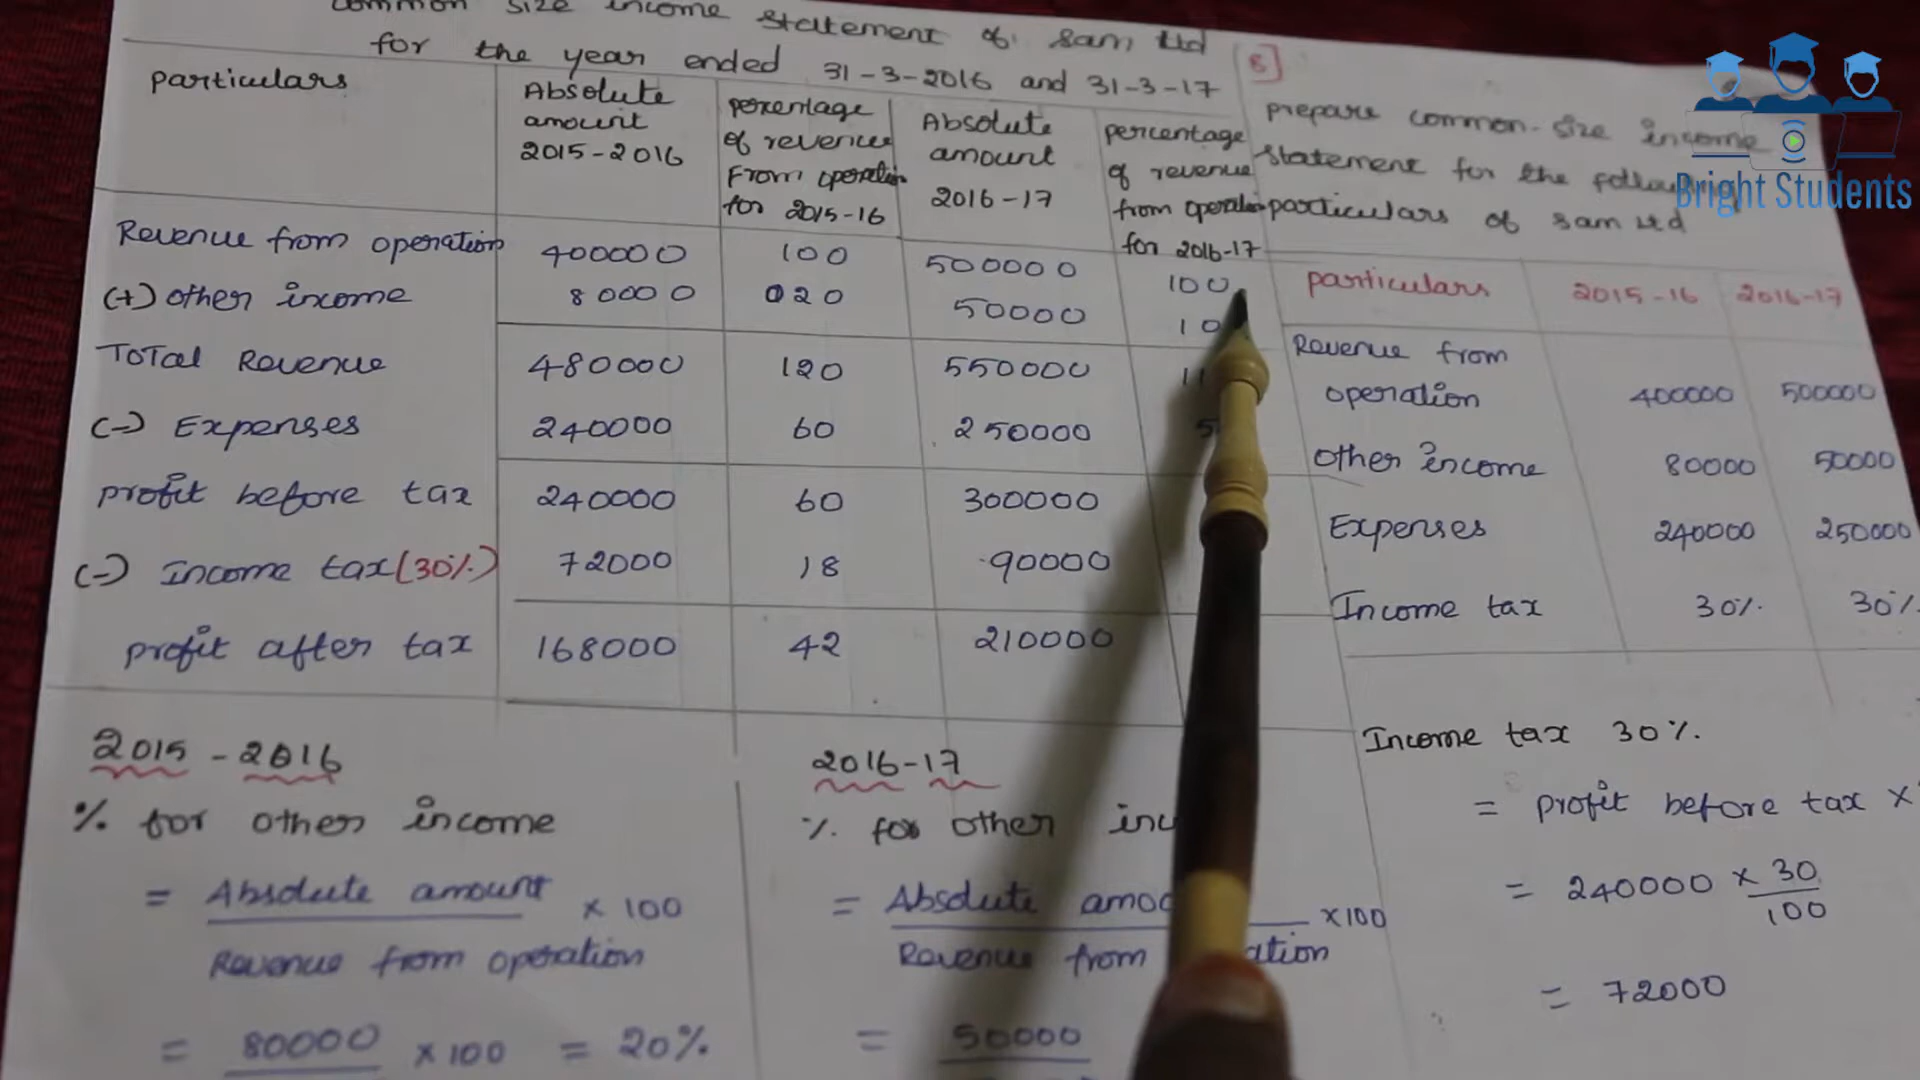 common size income statement of Sam Ltd
for the year ended 31-3-2016 and 31-3-17
particulars
Absolute amount 2015-2016
percentage of revenue From operation for 2015-16
Absolute amount 2016-17
percentage of revenue from operation for 2016-17
Revenue from operation 400000 100 500000 100
(+) other income 80000 020 50000 10
Total Revenue 480000 120 550000
(-) Expenses 240000 60 250000
profit before tax 240000 60 300000
(-) Income tax (30%) 72000 18 90000
profit after tax 168000 42 210000
2015-2016
% for other income
= Absolute amount × 100
Revenue from operation
= 80000 × 100 = 20%
2016-17
% for other
= Absolute ×100
Revenue from
= 50000
8]
prepare common-size income
statement for the
particulars of Sam Ltd
particulars 2015-16 2016-17
Revenue from
operation 400000 500000
other income 80000 50000
Expenses 240000 250000
Income tax 30% 30%
Income tax 30%.
= profit before tax ×
= 240000 × 30
100
= 72000
Bright Students